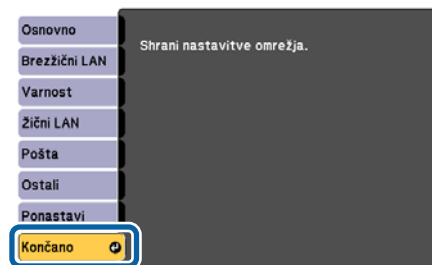 Osnovno
Brezžični LAN
Varnost
Žični LAN
Pošta
Ostali
Ponastavi
Končano
Shrani nastavitve omrežja.